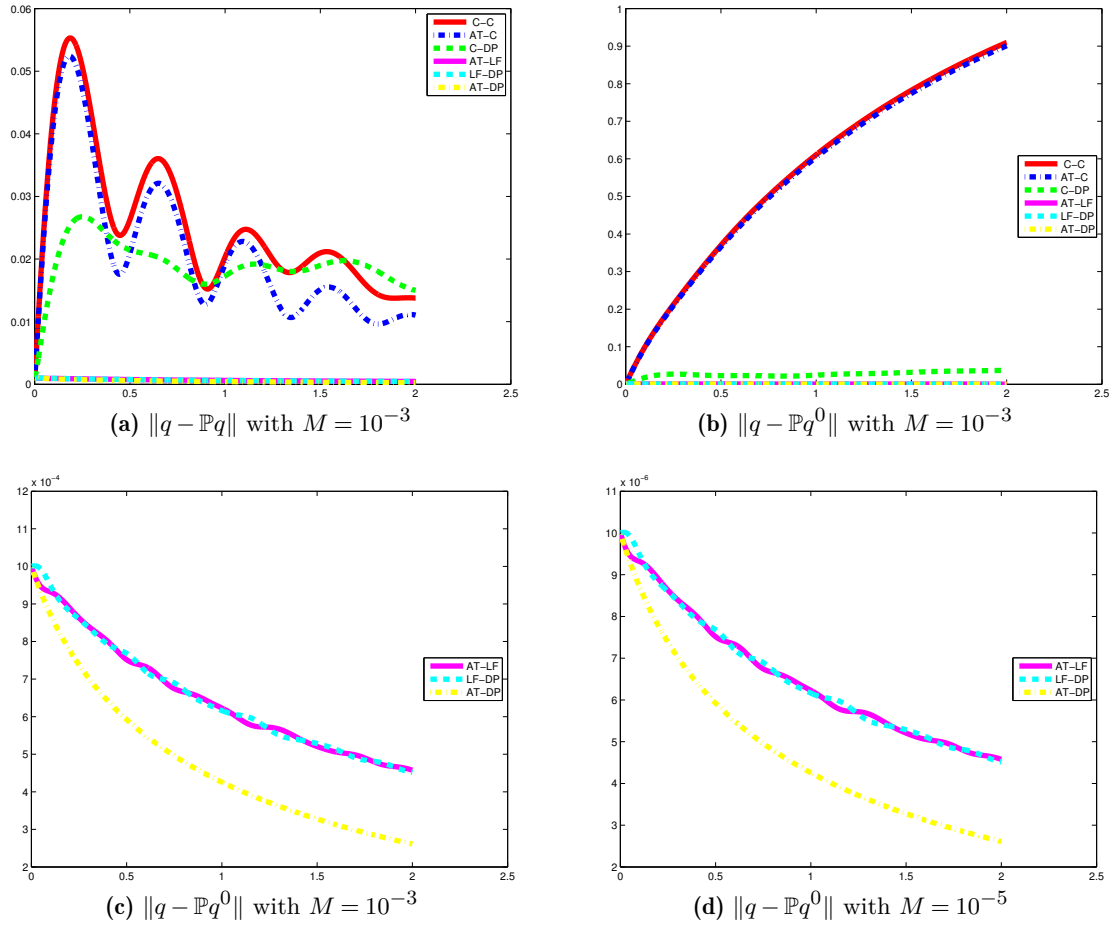 0.06
0.05
0.04
0.03
0.02
0.01
0
0 0.5 1 1.5 2 2.5
C−C
AT−C
C−DP
AT−LF
LF−DP
AT−DP
(a) ‖q − ℙq‖ with M = 10⁻³
1
0.9
0.8
0.7
0.6
0.5
0.4
0.3
0.2
0.1
0
0 0.5 1 1.5 2 2.5
C−C
AT−C
C−DP
AT−LF
LF−DP
AT−DP
(b) ‖q − ℙq⁰‖ with M = 10⁻³
x 10⁻⁴
12
11
10
9
8
7
6
5
4
3
2
0 0.5 1 1.5 2 2.5
AT−LF
LF−DP
AT−DP
(c) ‖q − ℙq⁰‖ with M = 10⁻³
x 10⁻⁶
11
10
9
8
7
6
5
4
3
2
0 0.5 1 1.5 2 2.5
AT−LF
LF−DP
AT−DP
(d) ‖q − ℙq⁰‖ with M = 10⁻⁵